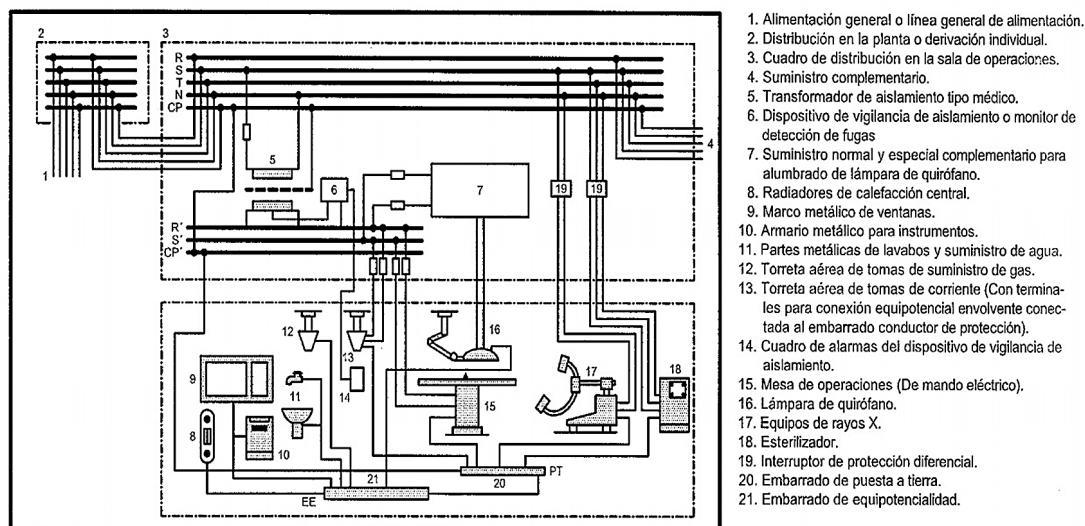 2
3
R
S
T
N
CP
1
4
5
6
7
19
19
R'
S'
CP'
12
13
14
16
17
18
9
11
15
8
10
21
EE
20
PT
1. Alimentación general o línea general de alimentación.
2. Distribución en la planta o derivación individual.
3. Cuadro de distribución en la sala de operaciones.
4. Suministro complementario.
5. Transformador de aislamiento tipo médico.
6. Dispositivo de vigilancia de aislamiento o monitor de
detección de fugas
7. Suministro normal y especial complementario para
alumbrado de lámpara de quirófano.
8. Radiadores de calefacción central.
9. Marco metálico de ventanas.
10. Armario metálico para instrumentos.
11. Partes metálicas de lavabos y suministro de agua.
12. Torreta aérea de tomas de suministro de gas.
13. Torreta aérea de tomas de corriente (Con termina-
les para conexión equipotencial envolvente conec-
tada al embarrado conductor de protección).
14. Cuadro de alarmas del dispositivo de vigilancia de
aislamiento.
15. Mesa de operaciones (De mando eléctrico).
16. Lámpara de quirófano.
17. Equipos de rayos X.
18. Esterilizador.
19. Interruptor de protección diferencial.
20. Embarrado de puesta a tierra.
21. Embarrado de equipotencialidad.